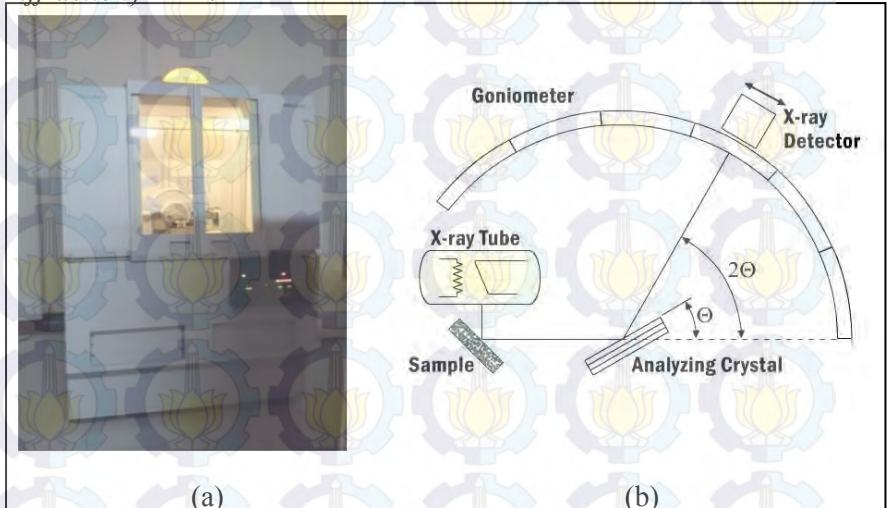 Goniometer
X-ray
Detector
X-ray Tube
2Θ
Θ
Sample
Analyzing Crystal
(a)
(b)